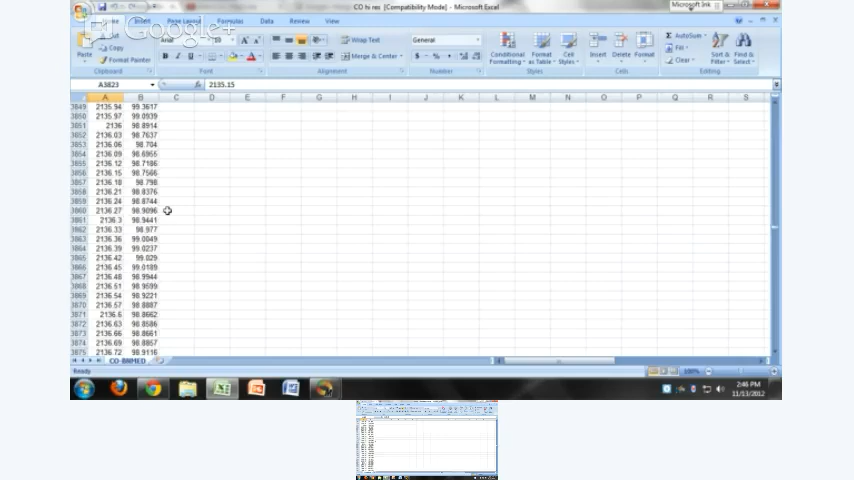 CO hi res [Compatibility Mode] - Microsoft Excel
Microsoft Ink
Google+
Home Insert Page Layout Formulas Data Review View
Paste
Copy
Format Painter
Clipboard
Arial
B I U
Font
Wrap Text
Merge & Center
Alignment
General
$ % ,
Number
Conditional Formatting
Format as Table
Cell Styles
Styles
Insert Delete Format
Cells
AutoSum
Fill
Clear
Sort & Filter
Find & Select
Editing
A3823 fx 2135.15
A B C D E F G H I J K L M N O P Q R S
3849 2135.94 99.3617
3850 2135.97 99.0939
3851 2136 98.8914
3852 2136.03 98.7637
3853 2136.06 98.704
3854 2136.09 98.6955
3855 2136.12 98.7186
3856 2136.15 98.7566
3857 2136.18 98.798
3858 2136.21 98.8376
3859 2136.24 98.8744
3860 2136.27 98.9096
3861 2136.3 98.9441
3862 2136.33 98.977
3863 2136.36 99.0049
3864 2136.39 99.0237
3865 2136.42 99.029
3866 2136.45 99.0189
3867 2136.48 98.9944
3868 2136.51 98.9599
3869 2136.54 98.9221
3870 2136.57 98.8887
3871 2136.6 98.8662
3872 2136.63 98.8586
3873 2136.66 98.8661
3874 2136.69 98.8857
3875 2136.72 98.9116
Ready
100%
2:46 PM
11/13/2012